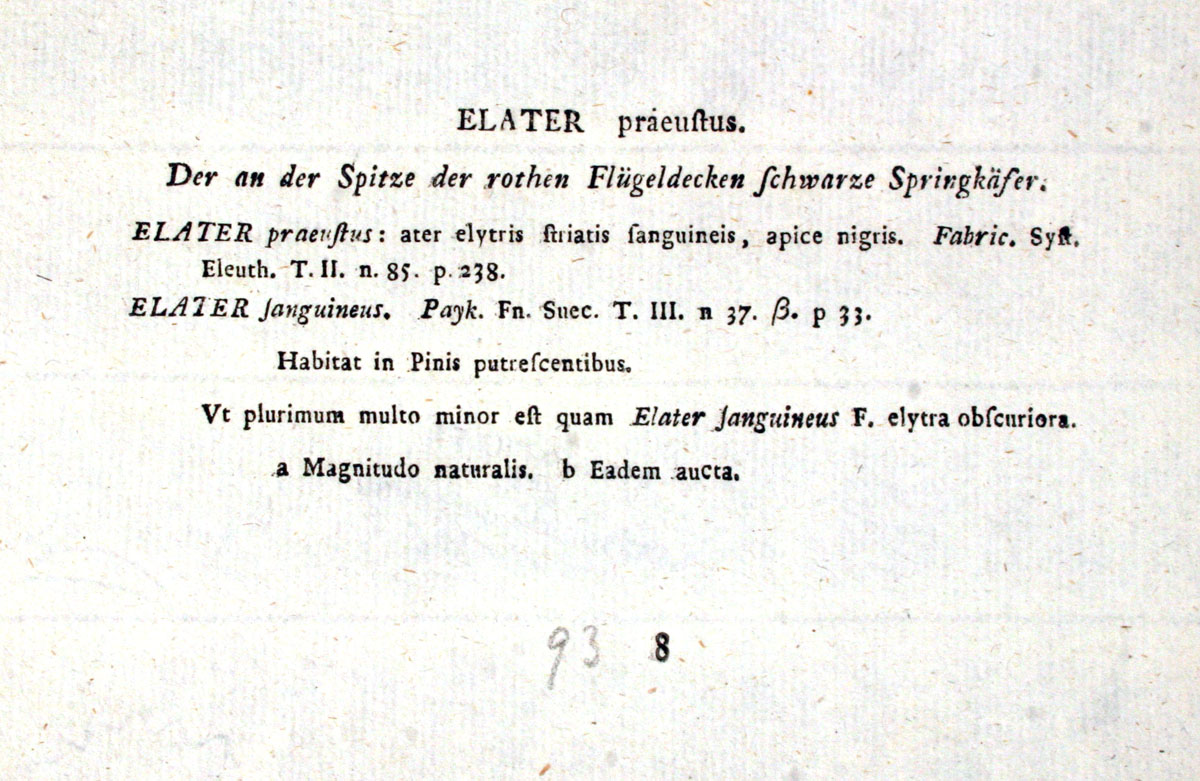 ELATER praeuſtus.
Der an der Spitze der rothen Flügeldecken ſchwarze Springkäfer.
ELATER praeuſtus: ater elytris ſtriatis ſanguineis, apice nigris. Fabric. Syſt.
Eleuth. T. II. n. 85. p. 238.
ELATER ſanguineus. Payk. Fn. Suec. T. III. n 37. β. p 33.
Habitat in Pinis putreſcentibus.
Vt plurimum multo minor eſt quam Elater ſanguineus F. elytra obſcuriora.
a Magnitudo naturalis. b Eadem aucta.
93 8